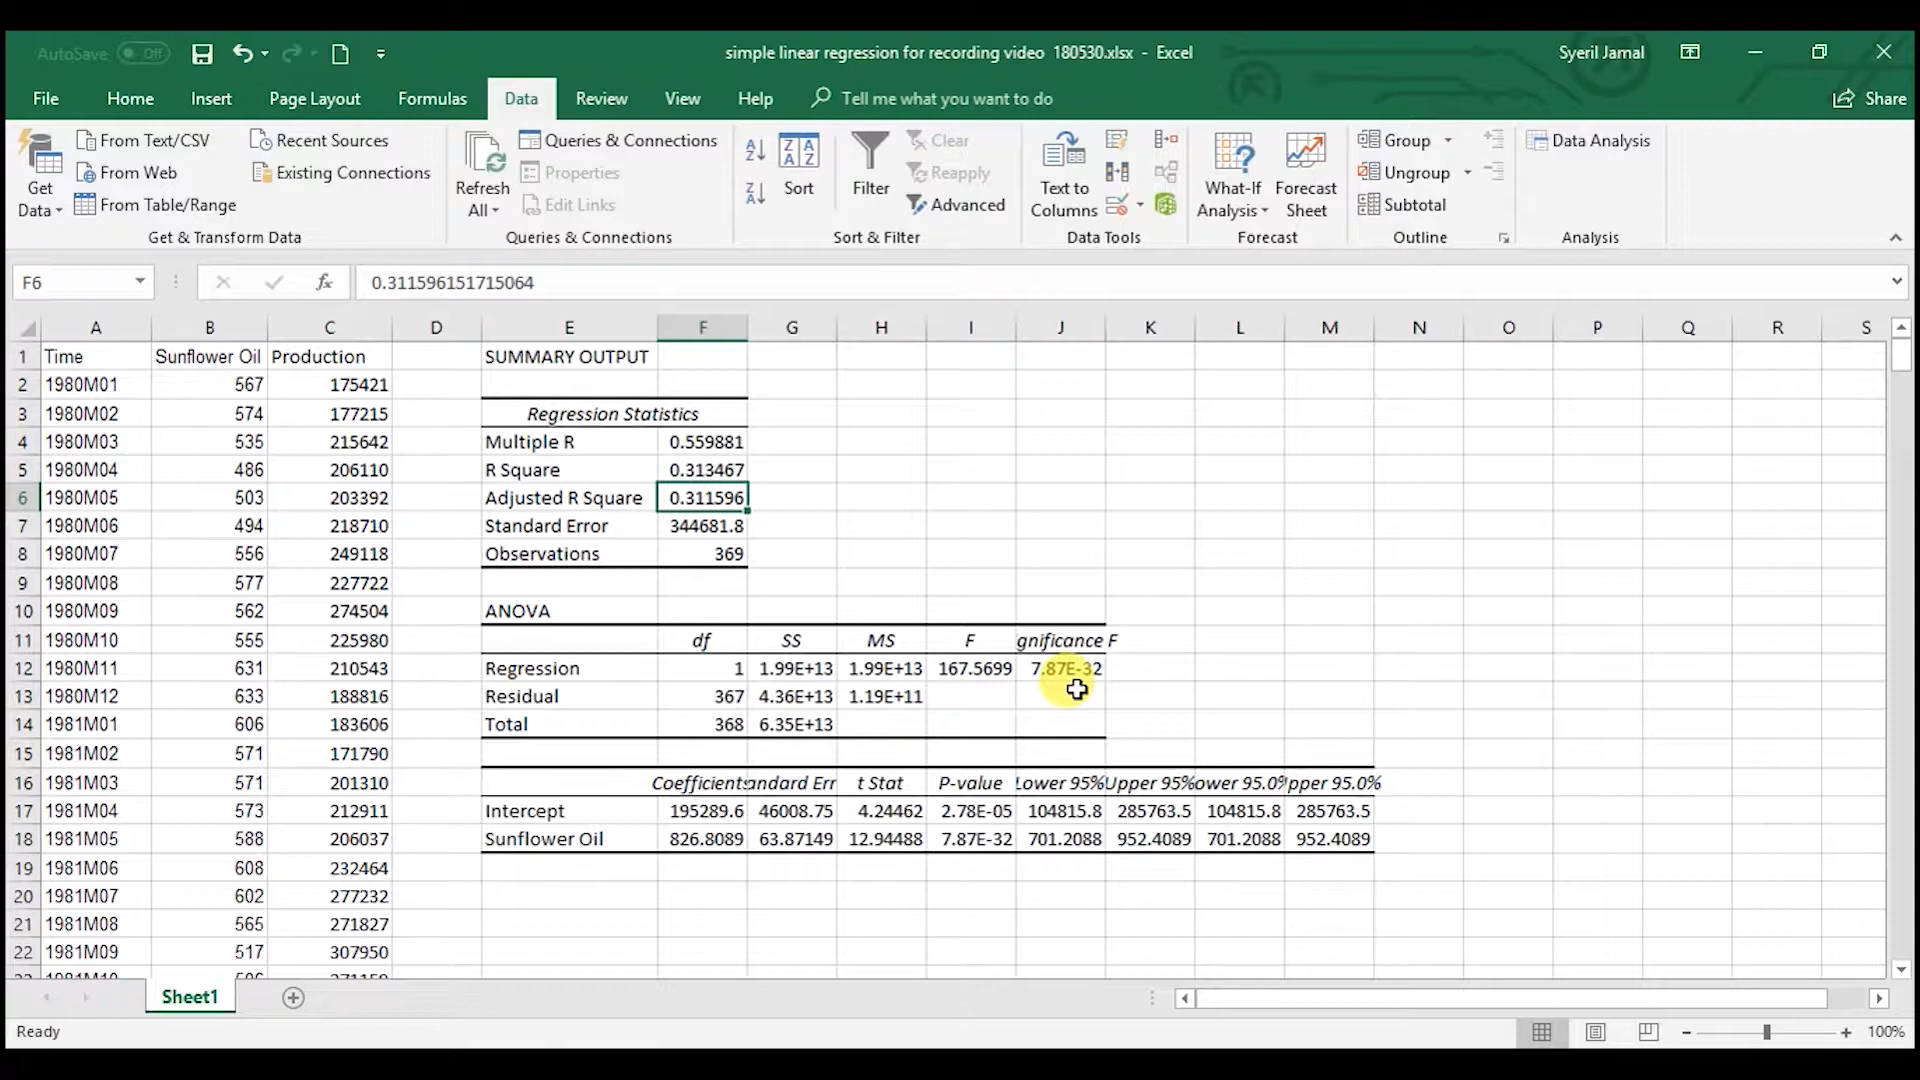 AutoSave Off
simple linear regression for recording video 180530.xlsx - Excel
Syeril Jamal
File Home Insert Page Layout Formulas Data Review View Help Tell me what you want to do Share
Get Data
From Text/CSV
From Web
From Table/Range
Recent Sources
Existing Connections
Get & Transform Data
Refresh All
Queries & Connections
Properties
Edit Links
Queries & Connections
Sort
Filter
Clear
Reapply
Advanced
Sort & Filter
Text to Columns
Data Tools
What-If Analysis
Forecast Sheet
Forecast
Group
Ungroup
Subtotal
Outline
Data Analysis
Analysis
F6 fx 0.311596151715064
A B C D E F G H I J K L M N O P Q R S
1 Time Sunflower Oil Production SUMMARY OUTPUT
2 1980M01 567 175421
3 1980M02 574 177215 Regression Statistics
4 1980M03 535 215642 Multiple R 0.559881
5 1980M04 486 206110 R Square 0.313467
6 1980M05 503 203392 Adjusted R Square 0.311596
7 1980M06 494 218710 Standard Error 344681.8
8 1980M07 556 249118 Observations 369
9 1980M08 577 227722
10 1980M09 562 274504 ANOVA
11 1980M10 555 225980 df SS MS F gnificance F
12 1980M11 631 210543 Regression 1 1.99E+13 1.99E+13 167.5699 7.87E-32
13 1980M12 633 188816 Residual 367 4.36E+13 1.19E+11
14 1981M01 606 183606 Total 368 6.35E+13
15 1981M02 571 171790
16 1981M03 571 201310 Coefficients andard Err t Stat P-value Lower 95% Upper 95% ower 95.0% pper 95.0%
17 1981M04 573 212911 Intercept 195289.6 46008.75 4.24462 2.78E-05 104815.8 285763.5 104815.8 285763.5
18 1981M05 588 206037 Sunflower Oil 826.8089 63.87149 12.94488 7.87E-32 701.2088 952.4089 701.2088 952.4089
19 1981M06 608 232464
20 1981M07 602 277232
21 1981M08 565 271827
22 1981M09 517 307950
Sheet1
Ready 100%